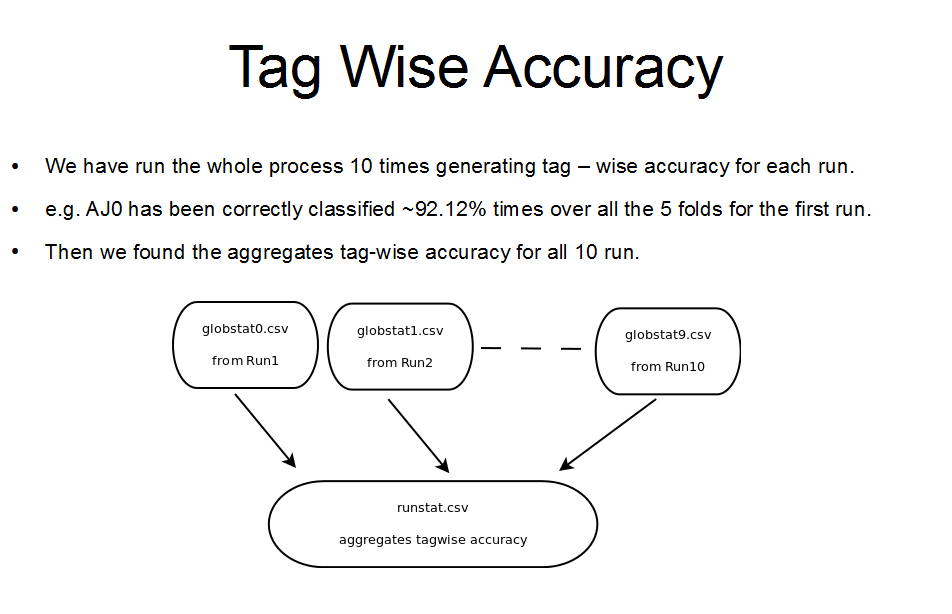 Tag Wise Accuracy
• We have run the whole process 10 times generating tag – wise accuracy for each run.
• e.g. AJ0 has been correctly classified ~92.12% times over all the 5 folds for the first run.
• Then we found the aggregates tag-wise accuracy for all 10 run.
globstat0.csv
from Run1
globstat1.csv
from Run2
globstat9.csv
from Run10
runstat.csv
aggregates tagwise accuracy